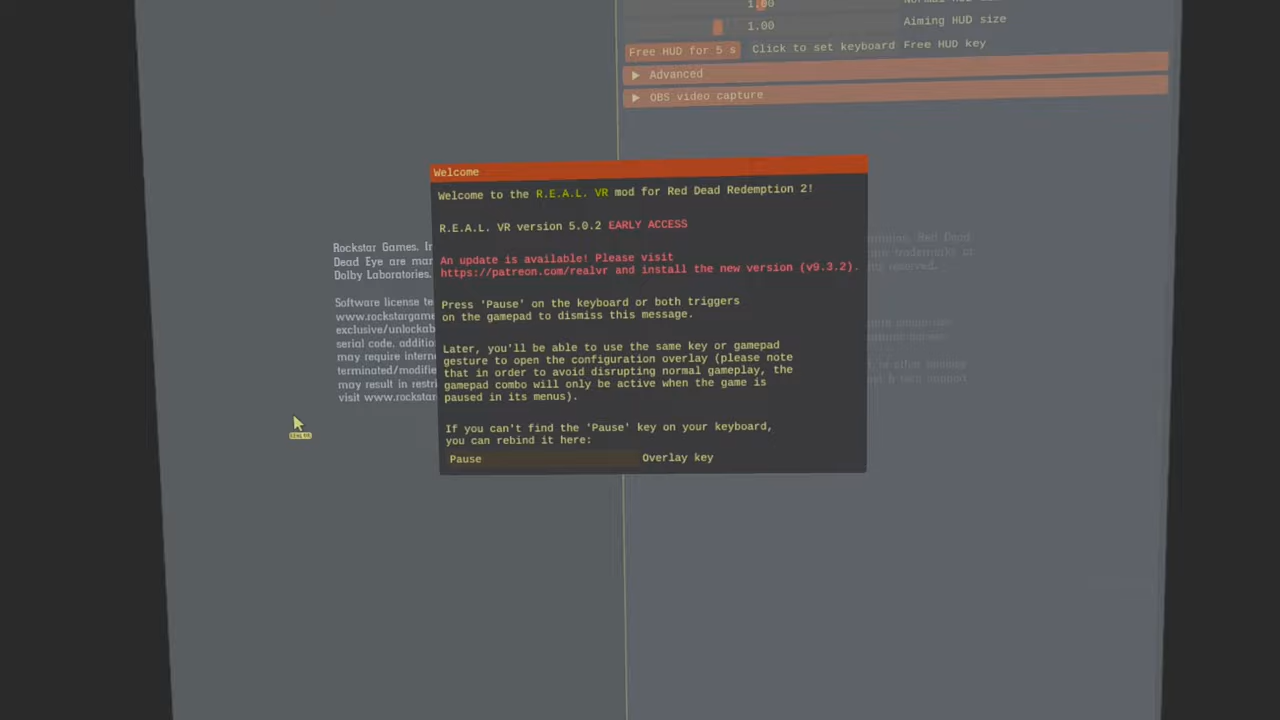 1.00
1.00 Aiming HUD size
Free HUD for 5 s Click to set keyboard Free HUD key
Advanced
OBS video capture
Welcome
Welcome to the R.E.A.L. VR mod for Red Dead Redemption 2!
R.E.A.L. VR version 5.0.2 EARLY ACCESS
An update is available! Please visit
https://patreon.com/realvr and install the new version (v9.3.2).
Press 'Pause' on the keyboard or both triggers
on the gamepad to dismiss this message.
Later, you'll be able to use the same key or gamepad
gesture to open the configuration overlay (please note
that in order to avoid disrupting normal gameplay, the
gamepad combo will only be active when the game is
paused in its menus).
If you can't find the 'Pause' key on your keyboard,
you can rebind it here:
Pause Overlay key
Rockstar Games. In
Dead Eye are mar
Dolby Laboratories.
Software license te
www.rockstargame
exclusive/unlockab
serial code, additio
may require interne
terminated/modifie
may result in restri
visit www.rockstar
Red Dead